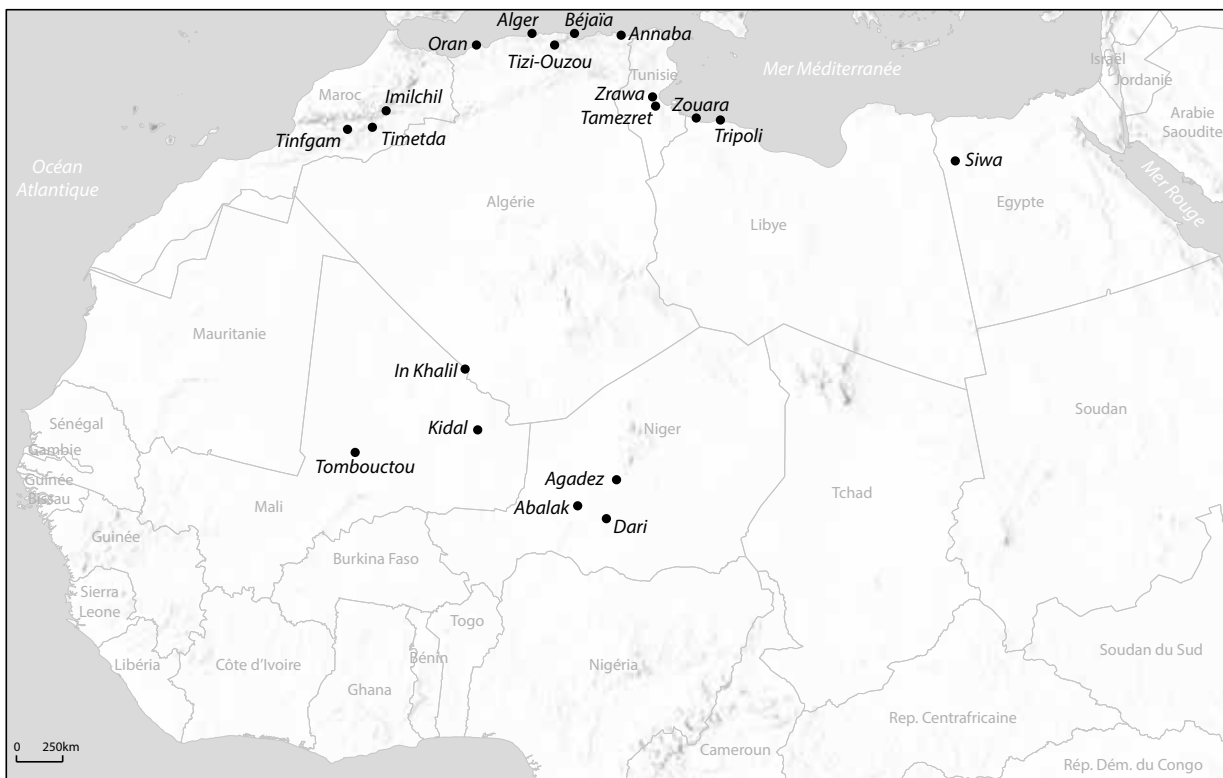 Alger
Béjaïa
Oran
Tizi-Ouzou
Annaba
Mer Méditerranée
Tunisie
Israël
Jordanie
Maroc
Imilchil
Zrawa
Tamezret
Zouara
Arabie
Saoudite
Tinfgam
Timetda
Tripoli
Océan
Atlantique
Siwa
Mer Rouge
Algérie
Libye
Egypte
Mauritanie
In Khalil
Sénégal
Kidal
Niger
Soudan
Gambie
Tombouctou
Guinée
Bissau
Agadez
Tchad
Mali
Abalak
Dari
Guinée
Burkina Faso
Sierra
Leone
Togo
Libéria
Côte d’Ivoire
Bénin
Nigéria
Soudan du Sud
Ghana
Rep. Centrafricaine
Cameroun
Rép. Dém. du Congo
0 250km